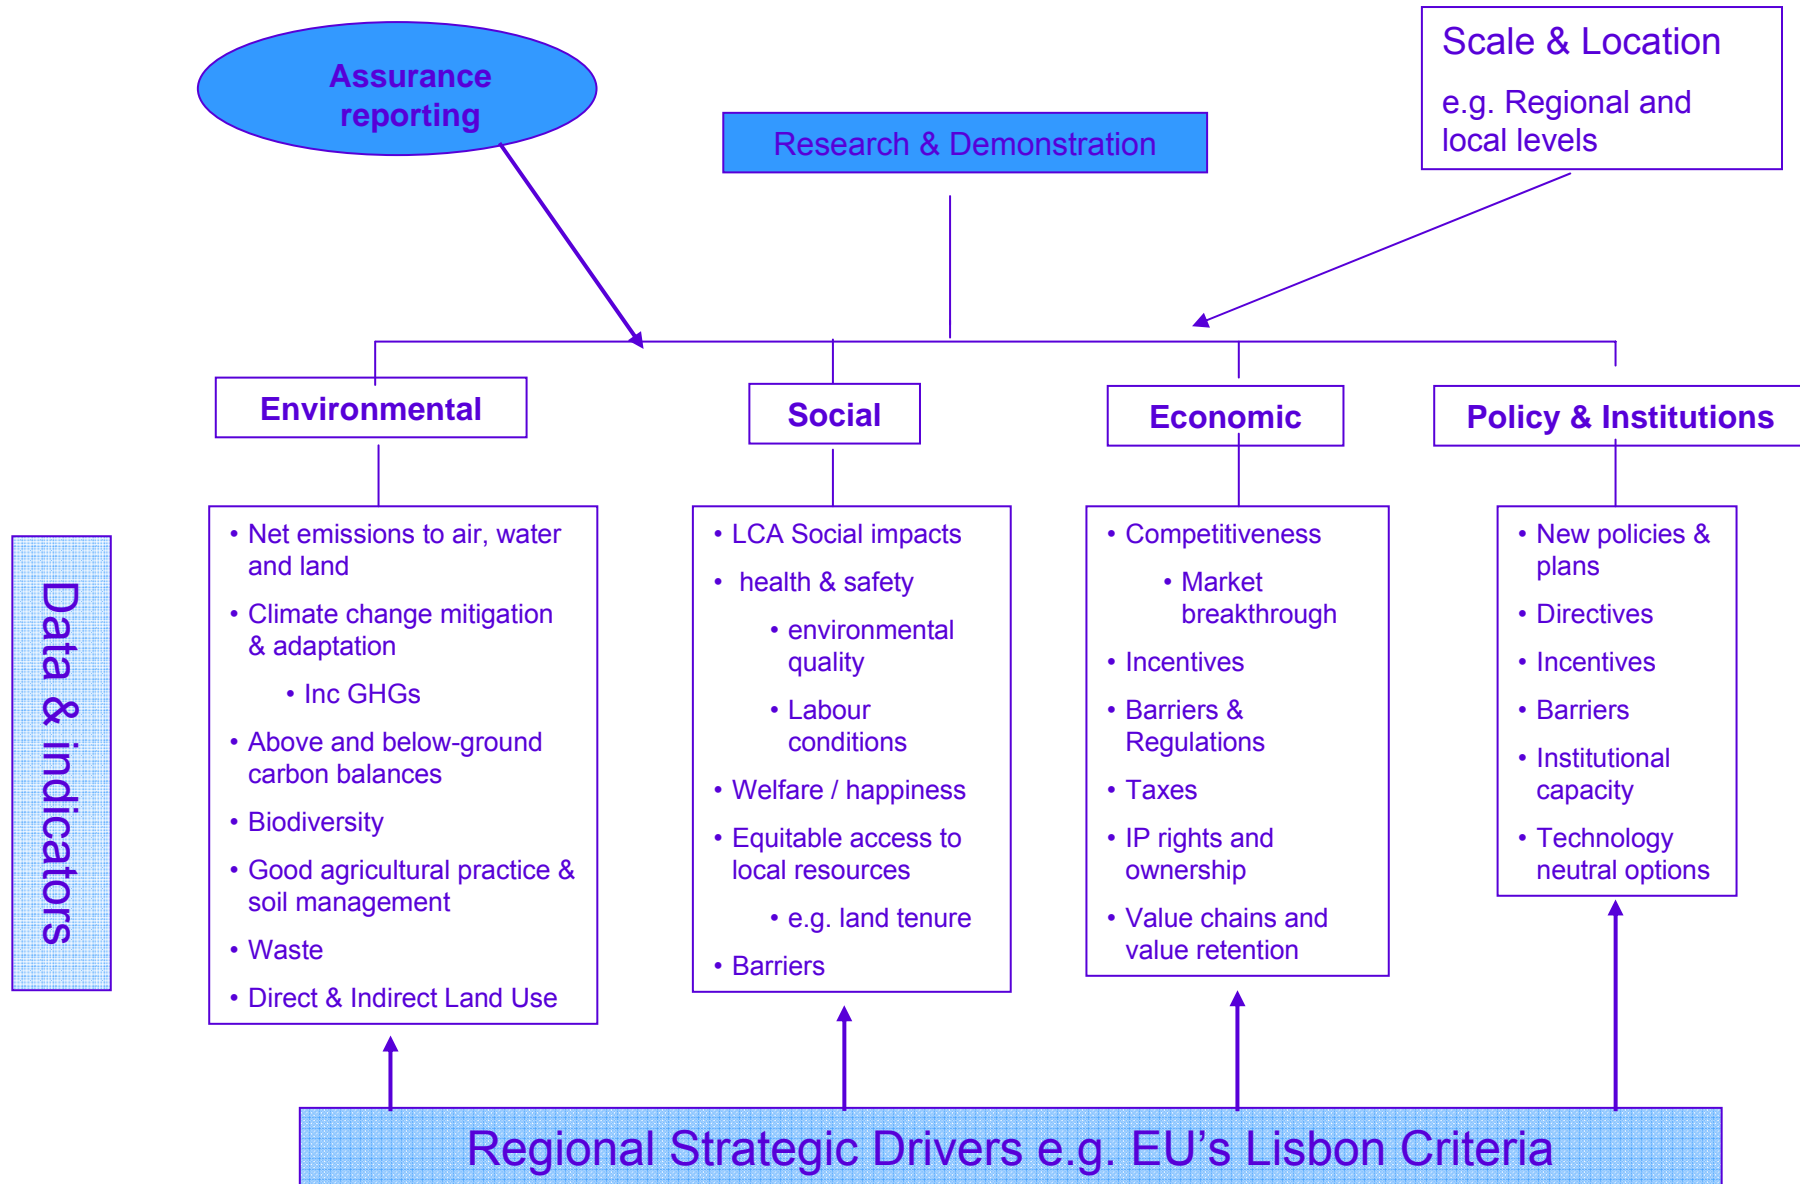 Assurance
reporting
Research & Demonstration
Scale & Location
e.g. Regional and
local levels
Environmental
Social
Economic
Policy & Institutions
Data & indicators
• Net emissions to air, water
and land
• Climate change mitigation
& adaptation
• Inc GHGs
• Above and below-ground
carbon balances
• Biodiversity
• Good agricultural practice &
soil management
• Waste
• Direct & Indirect Land Use
• LCA Social impacts
• health & safety
• environmental
quality
• Labour
conditions
• Welfare / happiness
• Equitable access to
local resources
• e.g. land tenure
• Barriers
• Competitiveness
• Market
breakthrough
• Incentives
• Barriers &
Regulations
• Taxes
• IP rights and
ownership
• Value chains and
value retention
• New policies &
plans
• Directives
• Incentives
• Barriers
• Institutional
capacity
• Technology
neutral options
Regional Strategic Drivers e.g. EU's Lisbon Criteria